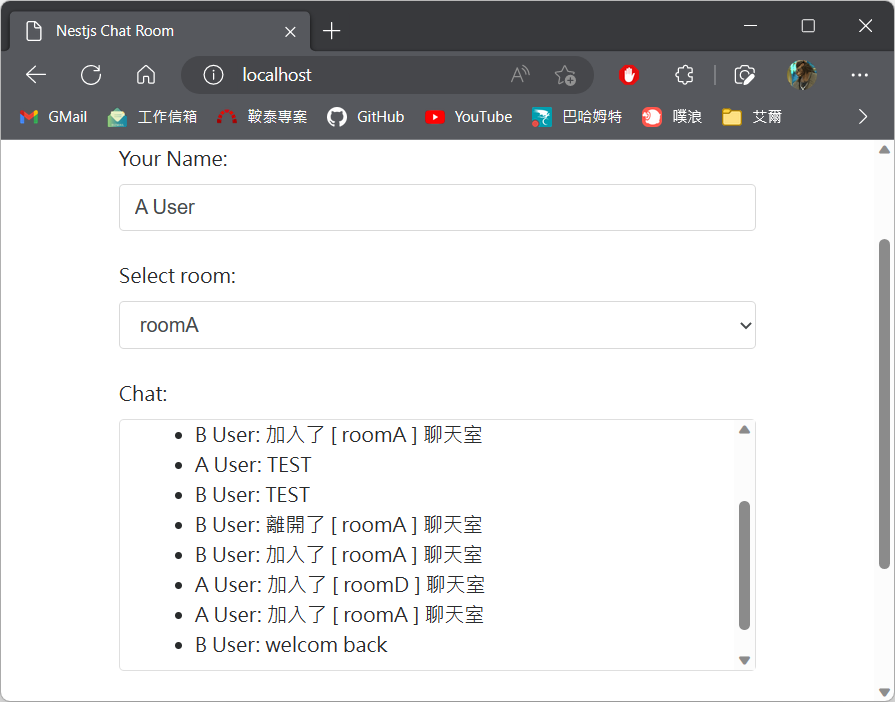 Nestjs Chat Room
localhost
GMail 工作信箱 鞍泰專案 GitHub YouTube 巴哈姆特 噗浪 艾爾
Your Name:
A User
Select room:
roomA
Chat:
B User: 加入了 [ roomA ] 聊天室
A User: TEST
B User: TEST
B User: 離開了 [ roomA ] 聊天室
B User: 加入了 [ roomA ] 聊天室
A User: 加入了 [ roomD ] 聊天室
A User: 加入了 [ roomA ] 聊天室
B User: welcom back